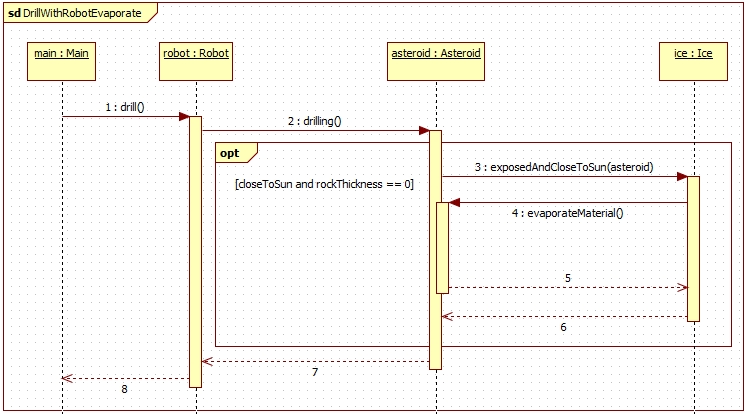 sd DrillWithRobotEvaporate
main : Main
robot : Robot
asteroid : Asteroid
ice : Ice
1 : drill()
2 : drilling()
opt
[closeToSun and rockThickness == 0]
3 : exposedAndCloseToSun(asteroid)
4 : evaporateMaterial()
5
6
7
8